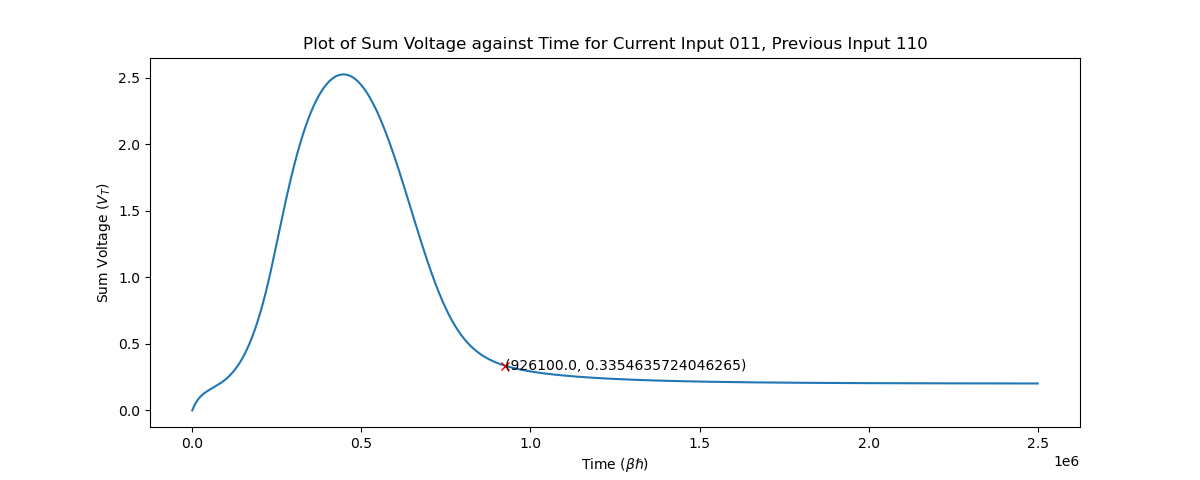 Plot of Sum Voltage against Time for Current Input 011, Previous Input 110
Sum Voltage (V_T)
2.5
2.0
1.5
1.0
0.5
0.0
(926100.0, 0.3354635724046265)
0.0 0.5 1.0 1.5 2.0 2.5
1e6
Time (βħ)